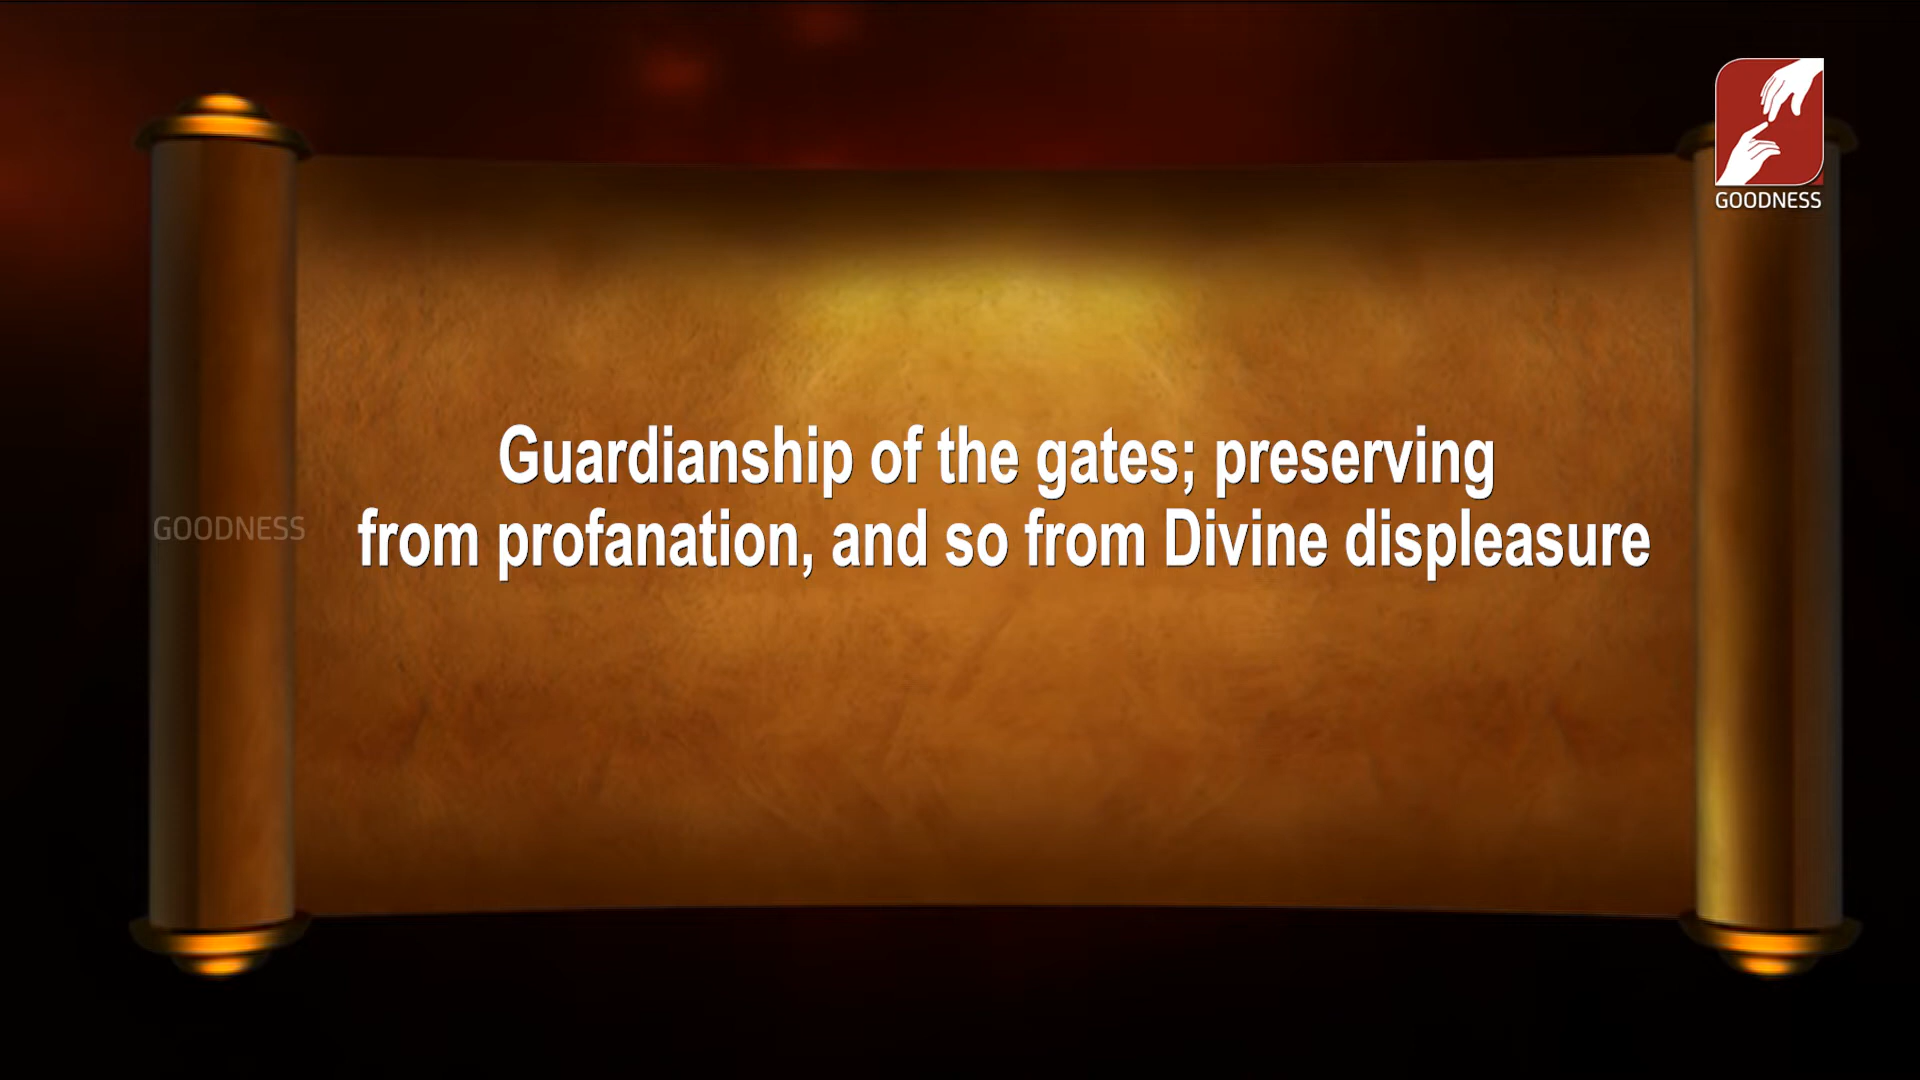 GOODNESS
Guardianship of the gates; preserving
from profanation, and so from Divine displeasure
GOODNESS